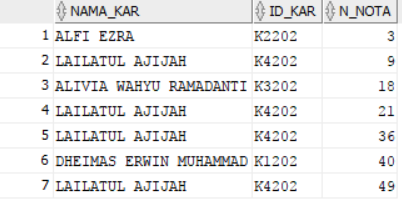 NAMA_KAR ID_KAR N_NOTA
1 ALFI EZRA K2202 3
2 LAILATUL AJIJAH K4202 9
3 ALIVIA WAHYU RAMADANTI K3202 18
4 LAILATUL AJIJAH K4202 21
5 LAILATUL AJIJAH K4202 36
6 DHEIMAS ERWIN MUHAMMAD K1202 40
7 LAILATUL AJIJAH K4202 49